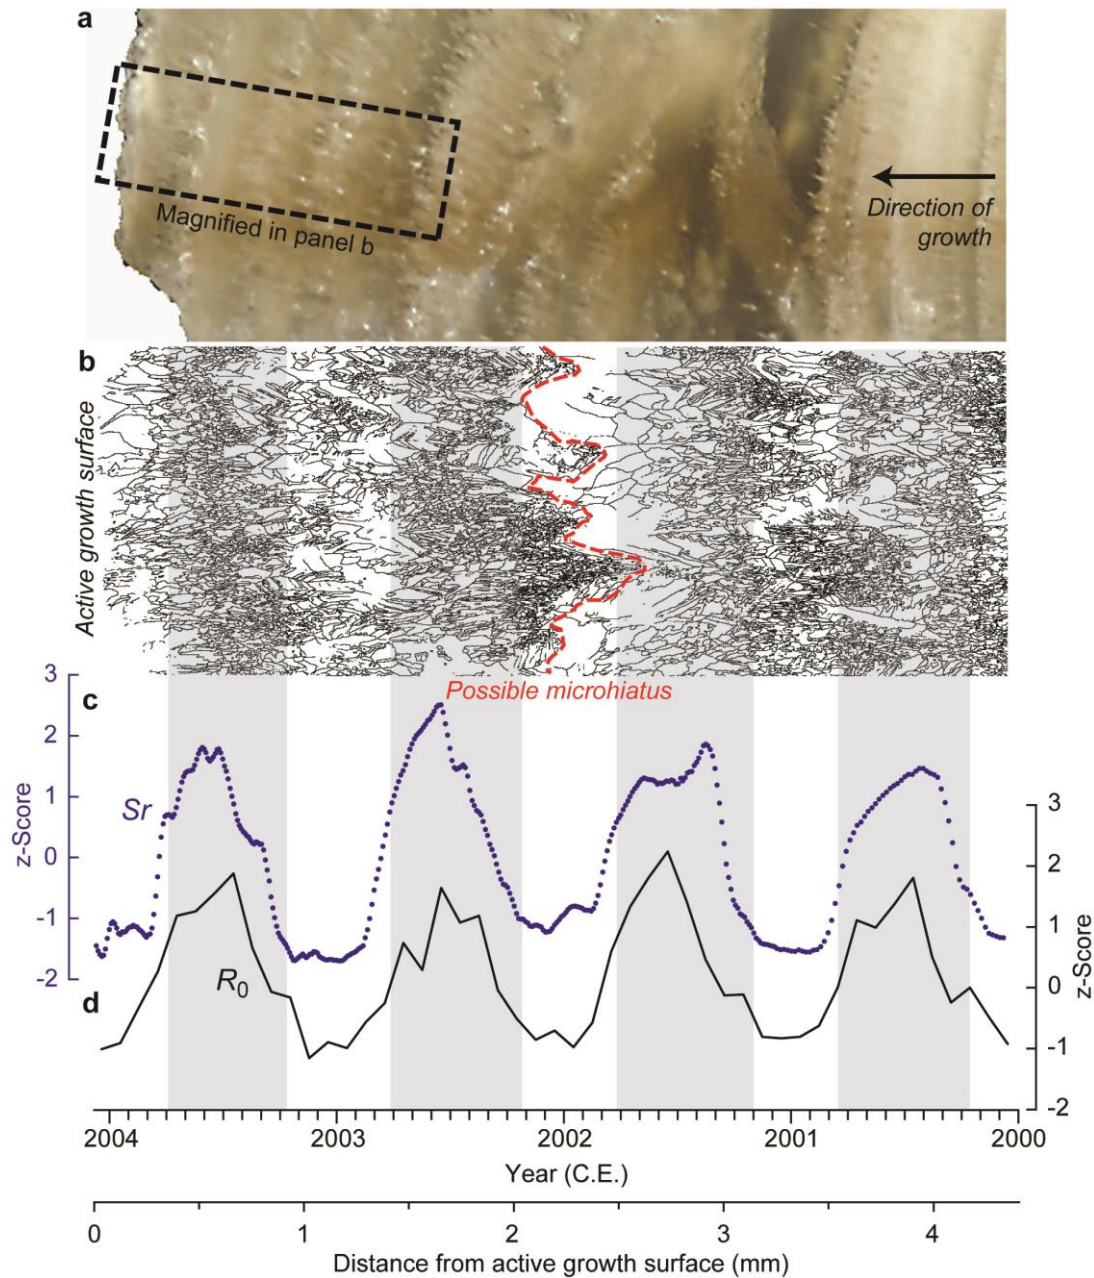 a
Magnified in panel b
Direction of
growth
b
Active growth surface
Possible microhiatus
3
2
1
0
-1
-2
z-Score
c
Sr
3
2
1
0
-1
-2
z-Score
R0
d
2004 2003 2002 2001 2000
Year (C.E.)
0 1 2 3 4
Distance from active growth surface (mm)